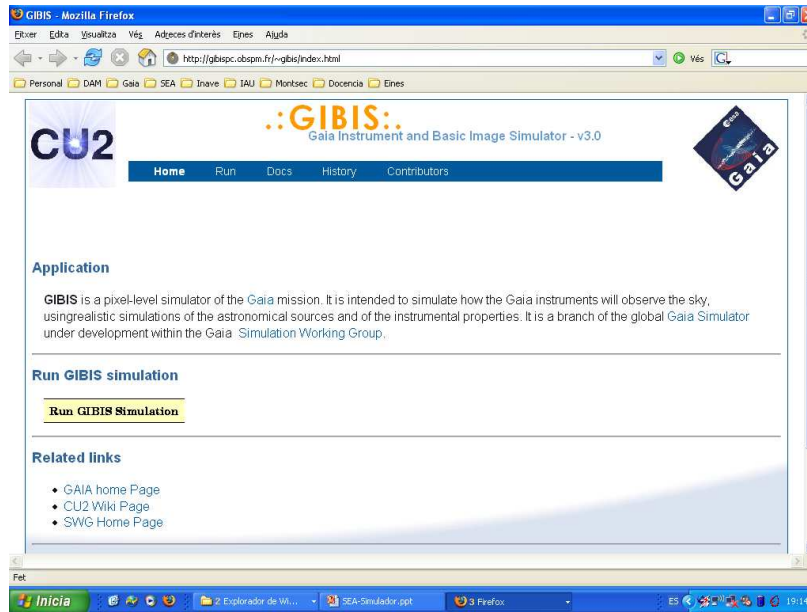 GIBIS - Mozilla Firefox
Fitxer Edita Visualitza Vés Adreces d'interès Eines Ajuda
http://gibispc.obspm.fr/~gibis/index.html Vés
Personal DAM Gaia SEA Inave IAU Montsec Docencia Eines
CU2
.:GIBIS:.
Gaia Instrument and Basic Image Simulator - v3.0
esa
Gaia
Home Run Docs History Contributors
Application
GIBIS is a pixel-level simulator of the Gaia mission. It is intended to simulate how the Gaia instruments will observe the sky,
usingrealistic simulations of the astronomical sources and of the instrumental properties. It is a branch of the global Gaia Simulator
under development within the Gaia Simulation Working Group.
Run GIBIS simulation
Run GIBIS Simulation
Related links
GAIA home Page
CU2 Wiki Page
SWG Home Page
Fet
Inicia 2 Explorador de Wi... SEA-Simulador.ppt 3 Firefox ES 19:14